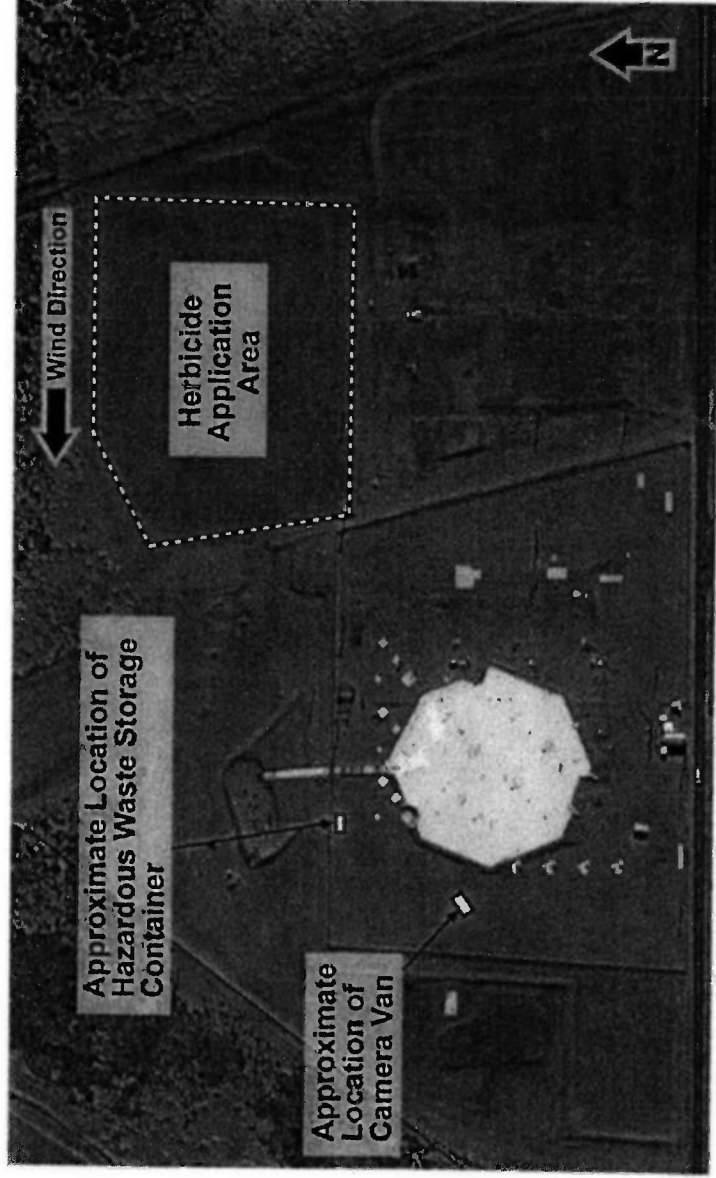 Wind Direction
Approximate Location of
Hazardous Waste Storage
Container
Herbicide
Application
Area
Approximate
Location of
Camera Van
N